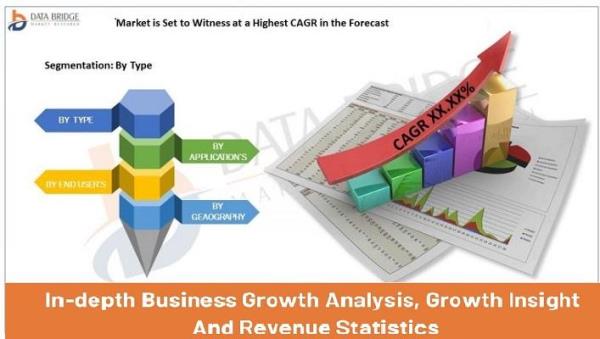 DATA BRIDGE
MARKET RESEARCH
`Market is Set to Witness at a Highest CAGR in the Forecast
Segmentation: By Type
BY TYPE
BY
APPLICATION'S
BY END USER'S
BY
GEAOGRAPHY
CAGR XX.XX%
In-depth Business Growth Analysis, Growth Insight
And Revenue Statistics